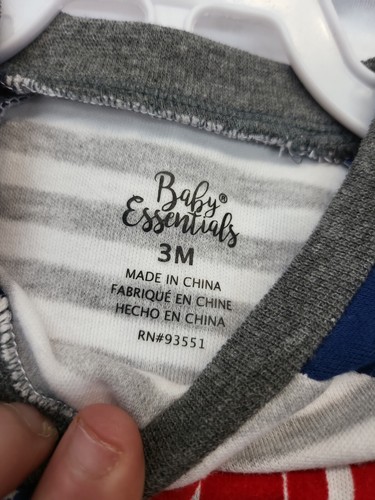 Baby®
Essentials
3M
MADE IN CHINA
FABRIQUÉ EN CHINE
HECHO EN CHINA
RN#93551